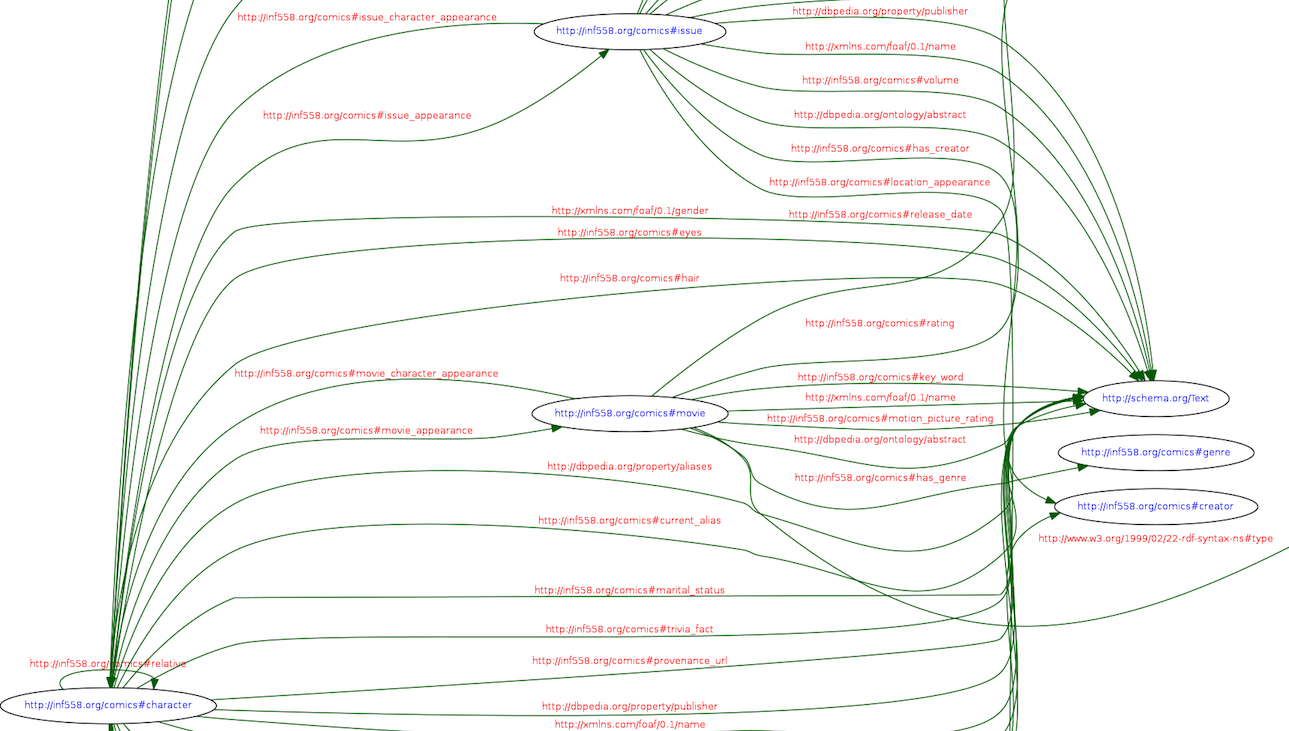 http://dbpedia.org/property/publisher
http://inf558.org/comics#issue_character_appearance
http://inf558.org/comics#issue
http://xmlns.com/foaf/0.1/name
http://inf558.org/comics#volume
http://inf558.org/comics#issue_appearance
http://dbpedia.org/ontology/abstract
http://inf558.org/comics#has_creator
http://inf558.org/comics#location_appearance
http://xmlns.com/foaf/0.1/gender
http://inf558.org/comics#release_date
http://inf558.org/comics#eyes
http://inf558.org/comics#hair
http://inf558.org/comics#rating
http://inf558.org/comics#movie_character_appearance
http://inf558.org/comics#key_word
http://xmlns.com/foaf/0.1/name
http://schema.org/Text
http://inf558.org/comics#movie
http://inf558.org/comics#motion_picture_rating
http://inf558.org/comics#movie_appearance
http://dbpedia.org/ontology/abstract
http://inf558.org/comics#genre
http://dbpedia.org/property/aliases
http://inf558.org/comics#has_genre
http://inf558.org/comics#creator
http://inf558.org/comics#current_alias
http://www.w3.org/1999/02/22-rdf-syntax-ns#type
http://inf558.org/comics#marital_status
http://inf558.org/comics#trivia_fact
http://inf558.org/comics#provenance_url
http://inf558.org/comics#relative
http://inf558.org/comics#character
http://dbpedia.org/property/publisher
http://xmlns.com/foaf/0.1/name